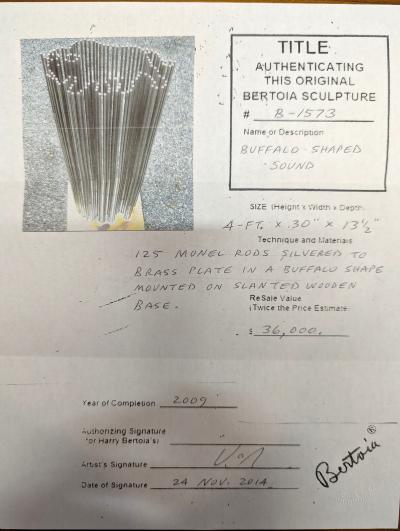 TITLE
AUTHENTICATING
THIS ORIGINAL
BERTOIA SCULPTURE
# B-1573
Name or Description
BUFFALO-SHAPED
SOUND
SIZE (Height x Width x Depth)
4-FT. x 30" x 13½"
Technique and Materials
125 MONEL RODS SILVERED TO
BRASS PLATE IN A BUFFALO SHAPE
MOUNTED ON SLANTED WOODEN
BASE.
ReSale Value
(Twice the Price Estimate
$ 36,000.
Year of Completion 2009
Authorizing Signature
(for Harry Bertoia's)
Artist's Signature Val
Date of Signature 24 NOV. 2014
Bertoia®